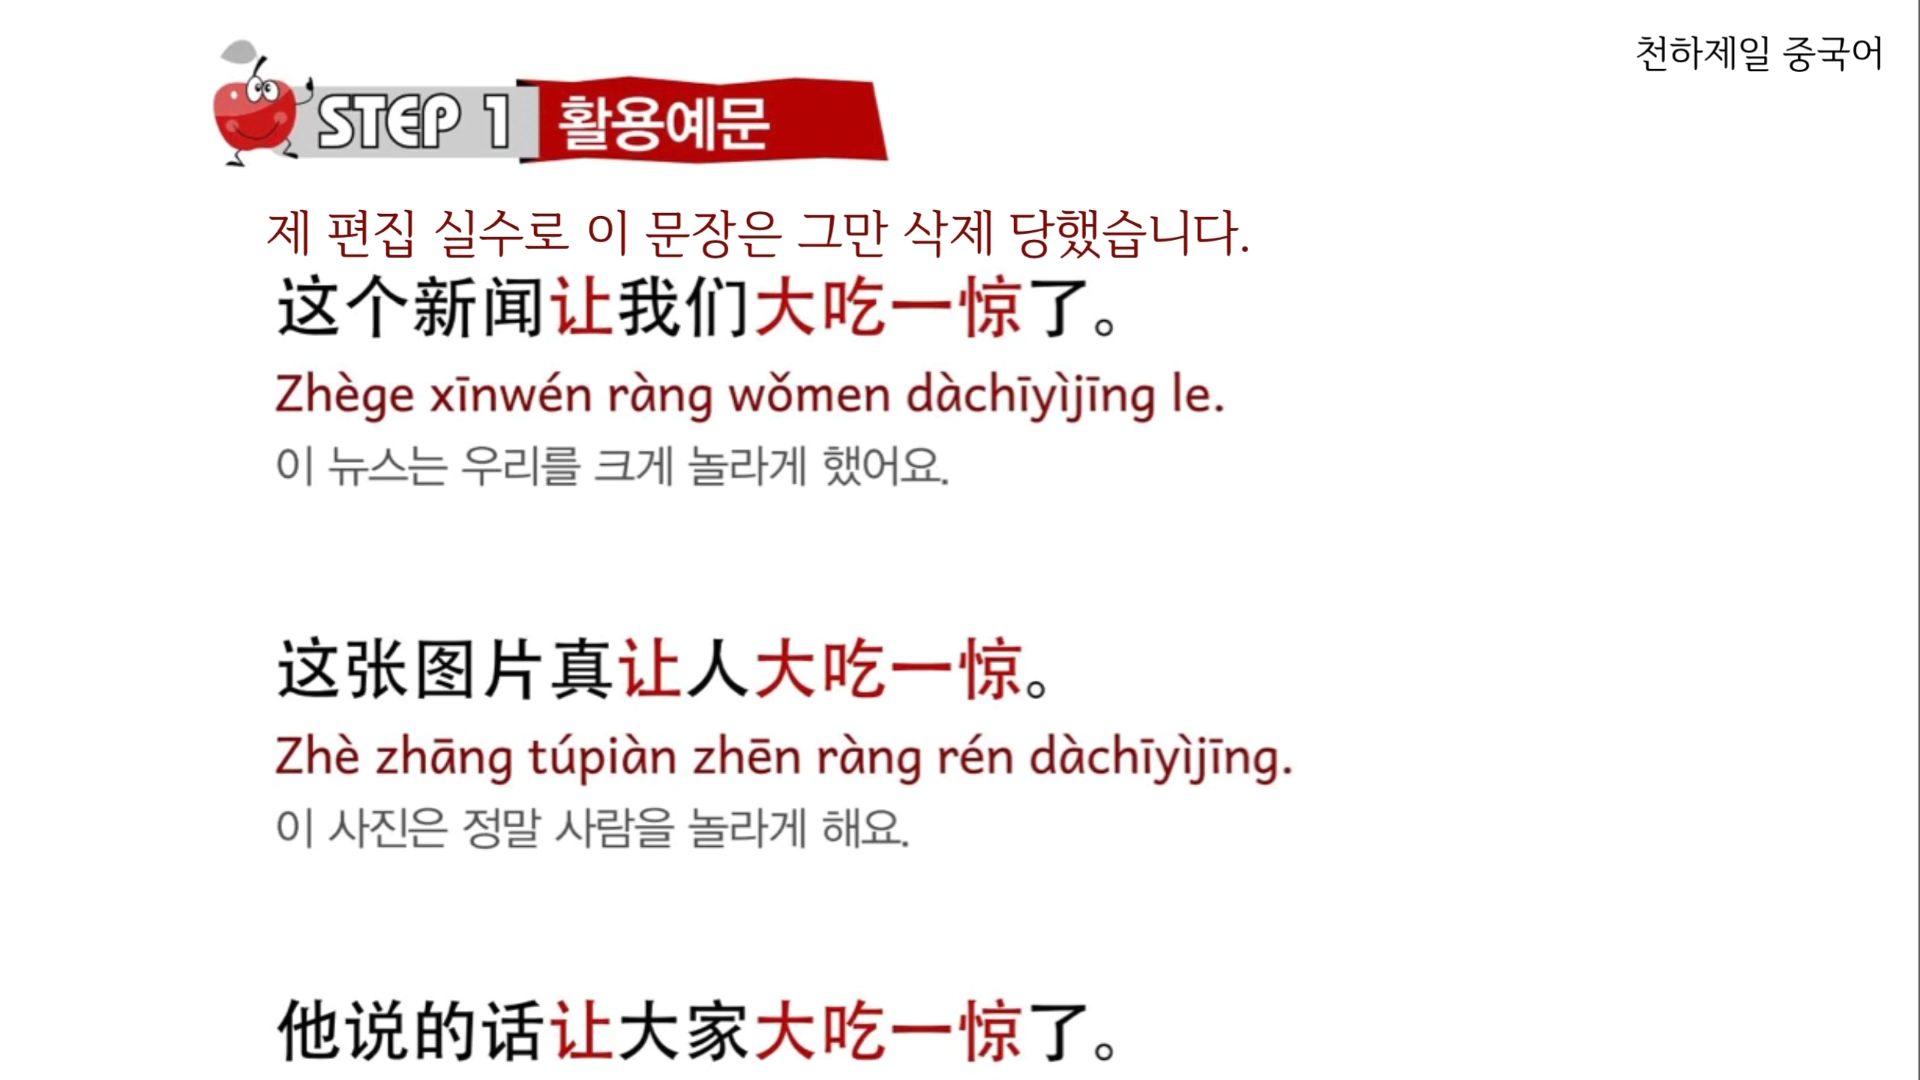 천하제일 중국어
STEP 1 활용예문
제 편집 실수로 이 문장은 그만 삭제 당했습니다.
这个新闻让我们大吃一惊了。
Zhège xīnwén ràng wǒmen dàchīyìjīng le.
이 뉴스는 우리를 크게 놀라게 했어요.
这张图片真让人大吃一惊。
Zhè zhāng túpiàn zhēn ràng rén dàchīyìjīng.
이 사진은 정말 사람을 놀라게 해요.
他说的话让大家大吃一惊了。